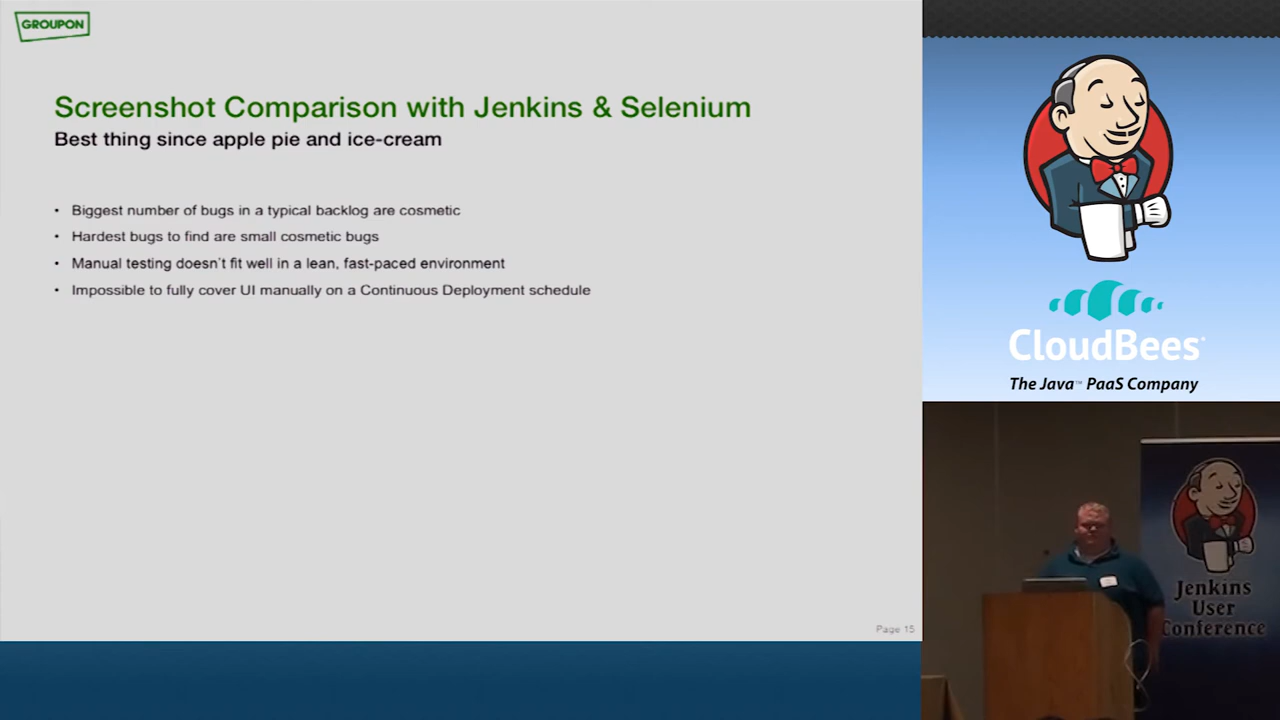 GROUPON
Screenshot Comparison with Jenkins & Selenium
Best thing since apple pie and ice-cream
• Biggest number of bugs in a typical backlog are cosmetic
• Hardest bugs to find are small cosmetic bugs
• Manual testing doesn't fit well in a lean, fast-paced environment
• Impossible to fully cover UI manually on a Continuous Deployment schedule
Page 15
CloudBees
The Java™ PaaS Company
Jenkins
User
Conference